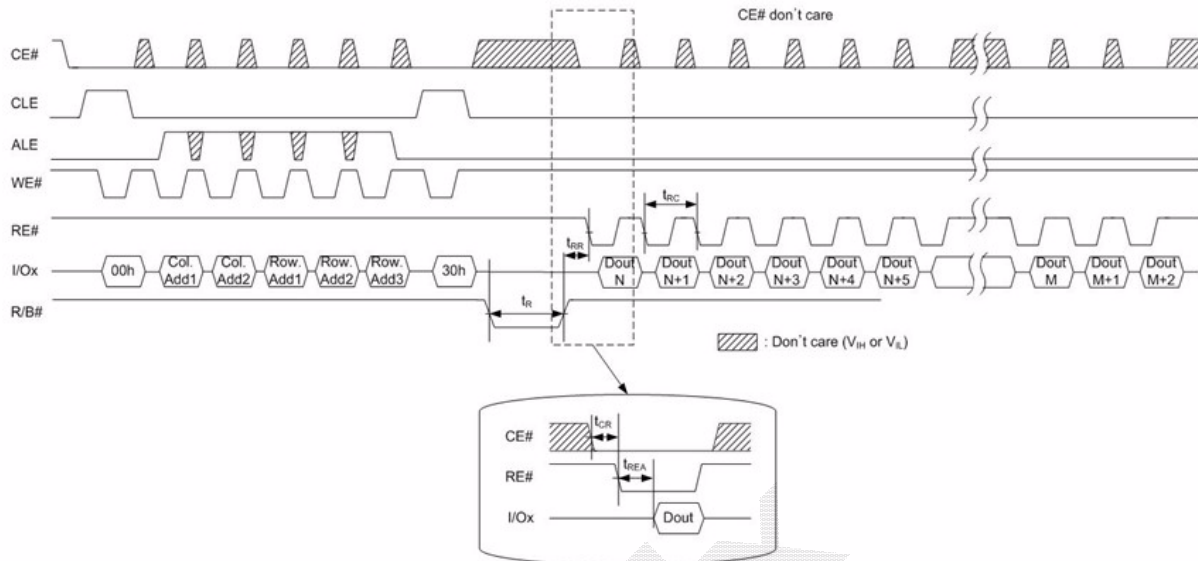 CE# don`t care
CE#
CLE
ALE
WE#
RE#
tRC
tRR
I/Ox
00h
Col. Add1
Col. Add2
Row. Add1
Row. Add2
Row. Add3
30h
Dout N
Dout N+1
Dout N+2
Dout N+3
Dout N+4
Dout N+5
Dout M
Dout M+1
Dout M+2
R/B#
tR
: Don`t care (VIH or VIL)
CE#
tCR
RE#
tREA
I/Ox
Dout